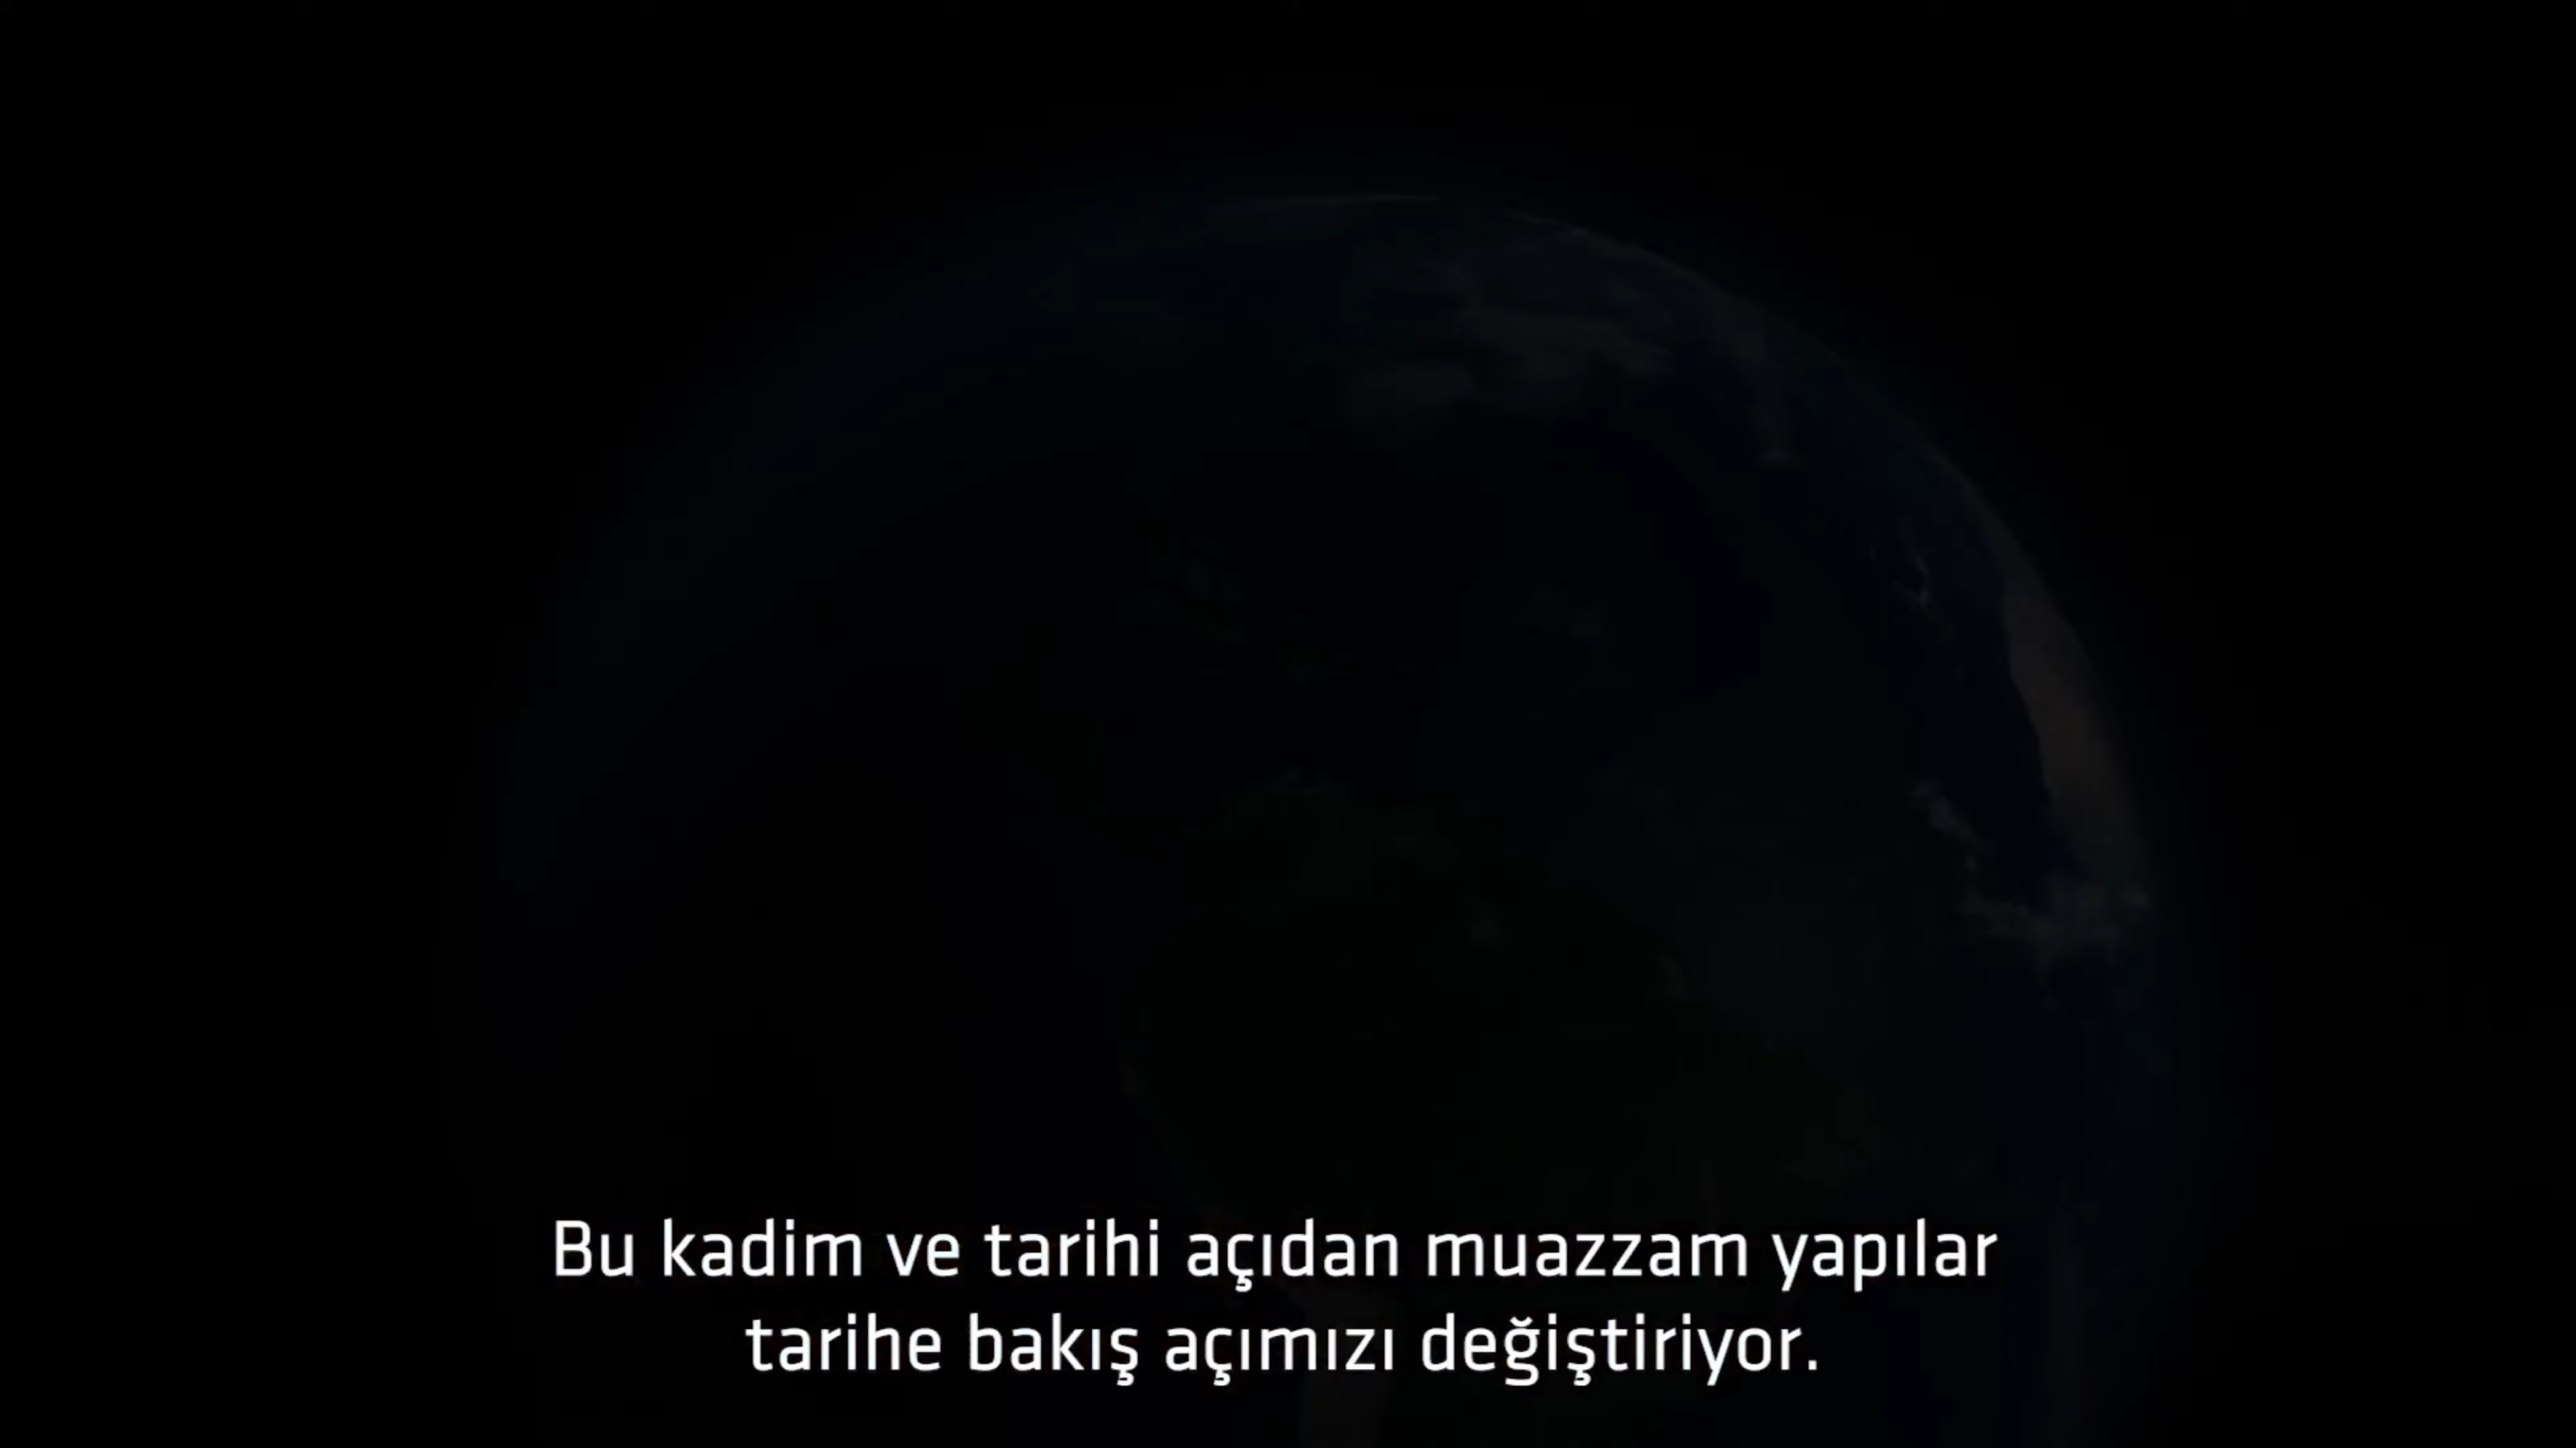 Bu kadim ve tarihi açıdan muazzam yapılar
tarihe bakış açımızı değiştiriyor.